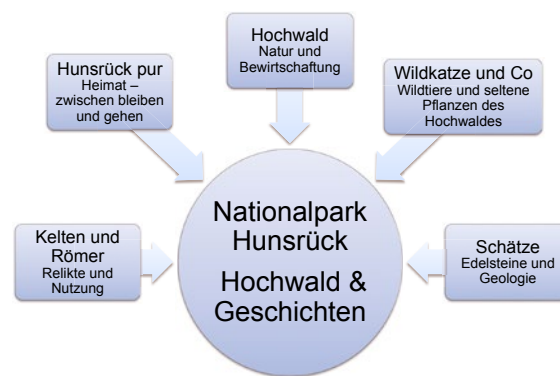 Hochwald
Natur und
Bewirtschaftung
Hunsrück pur
Heimat –
zwischen bleiben
und gehen
Wildkatze und Co
Wildtiere und seltene
Pflanzen des
Hochwaldes
Kelten und
Römer
Relikte und
Nutzung
Nationalpark
Hunsrück
Hochwald &
Geschichten
Schätze
Edelsteine und
Geologie